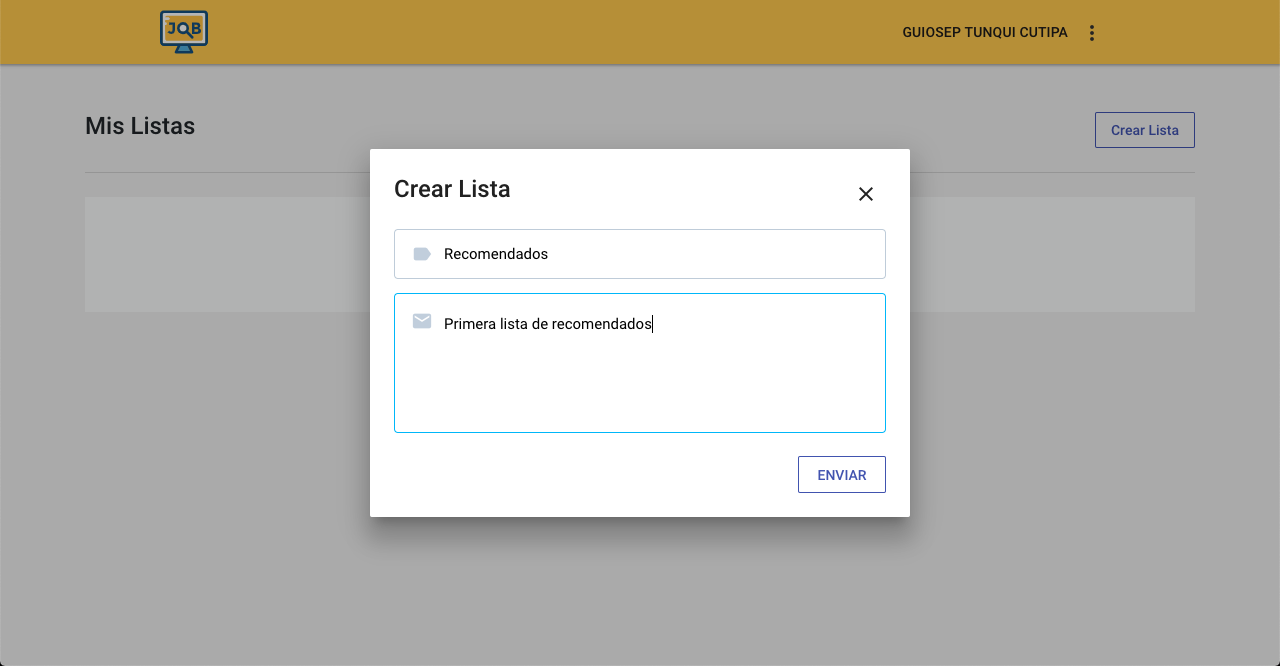 JOB
GUIOSEP TUNQUI CUTIPA
Mis Listas
Crear Lista
Crear Lista
Recomendados
Primera lista de recomendados
ENVIAR